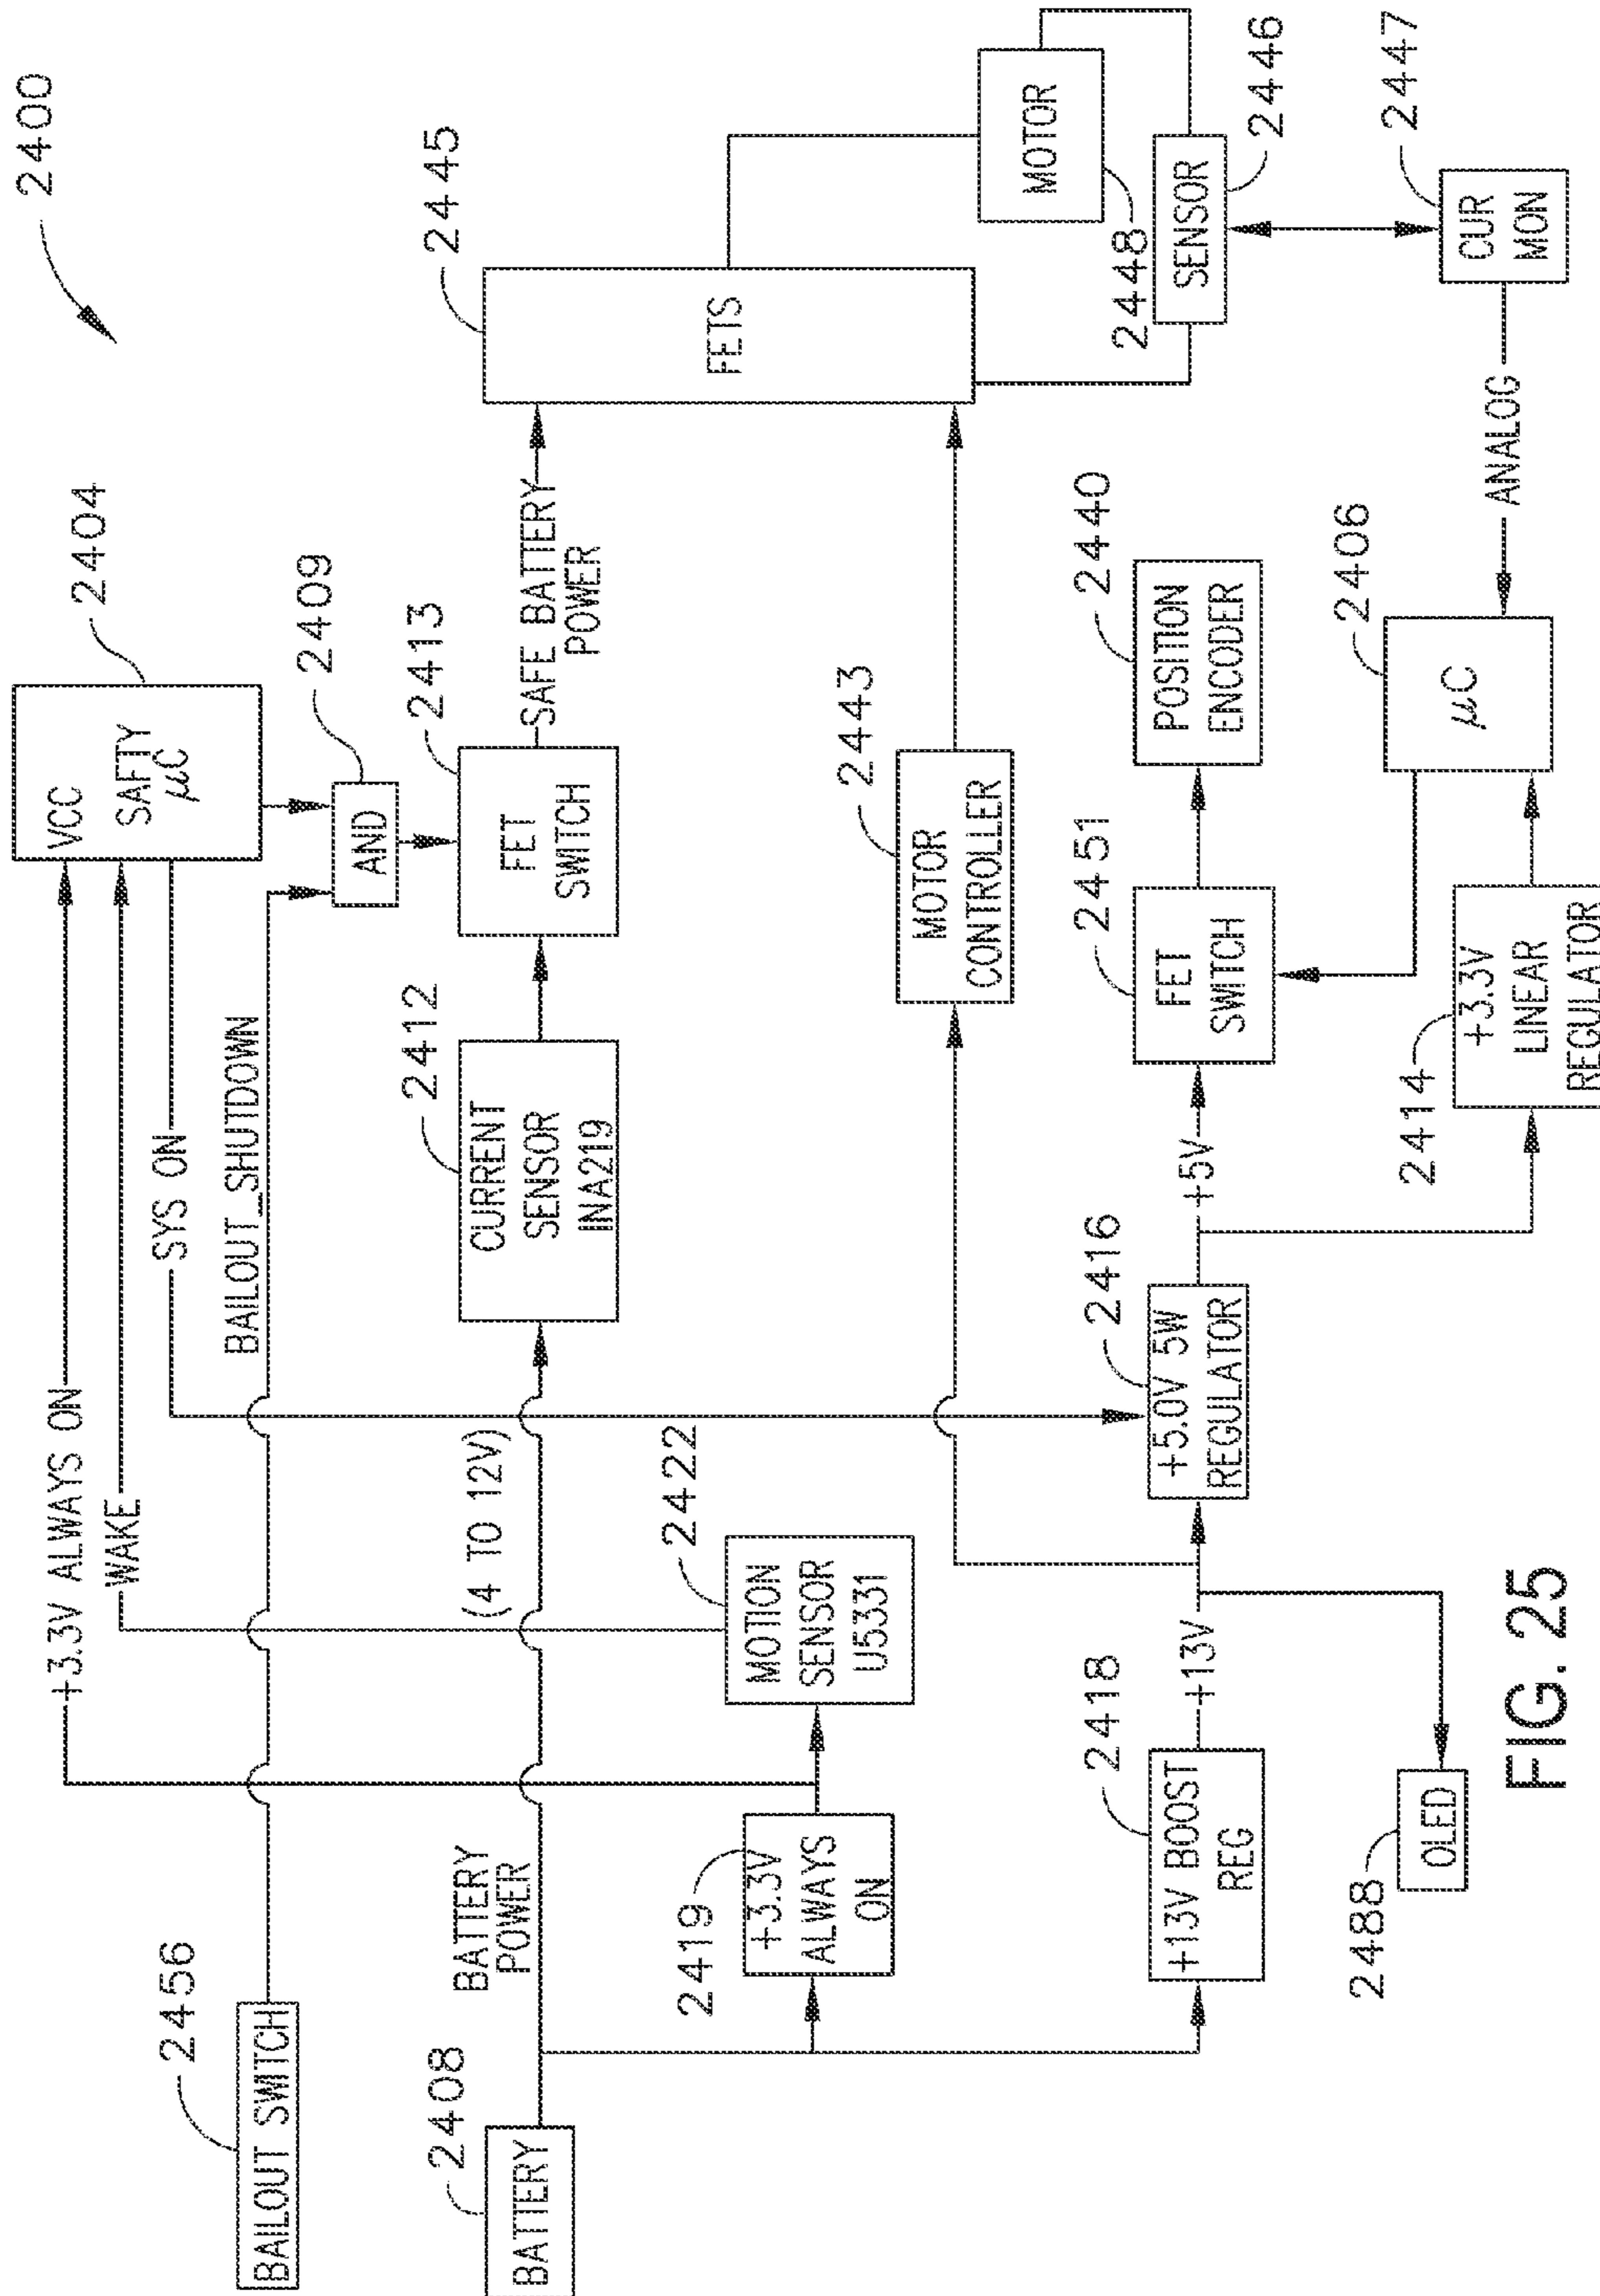 2400
+3.3V ALWAYS ON
WAKE
SYS ON
BAILOUT_SHUTDOWN
VCC
SAFTY
µC
2404
2456
BAILOUT SWITCH
AND
2409
2408
BATTERY
BATTERY
POWER
(4 TO 12V)
2412
CURRENT
SENSOR
INA219
2413
FET
SWITCH
SAFE BATTERY
POWER
2445
FETS
2419
+3.3V
ALWAYS
ON
2422
MOTION
SENSOR
U5331
2443
MOTOR
CONTROLLER
MOTOR
2448
SENSOR
2446
2418
+13V BOOST
REG
+13V
2416
+5.0V 5W
REGULATOR
+5V
2451
FET
SWITCH
2440
POSITION
ENCODER
2447
CUR
MON
ANALOG
2406
µC
2414
+3.3V
LINEAR
REGULATOR
2488
OLED
FIG. 25